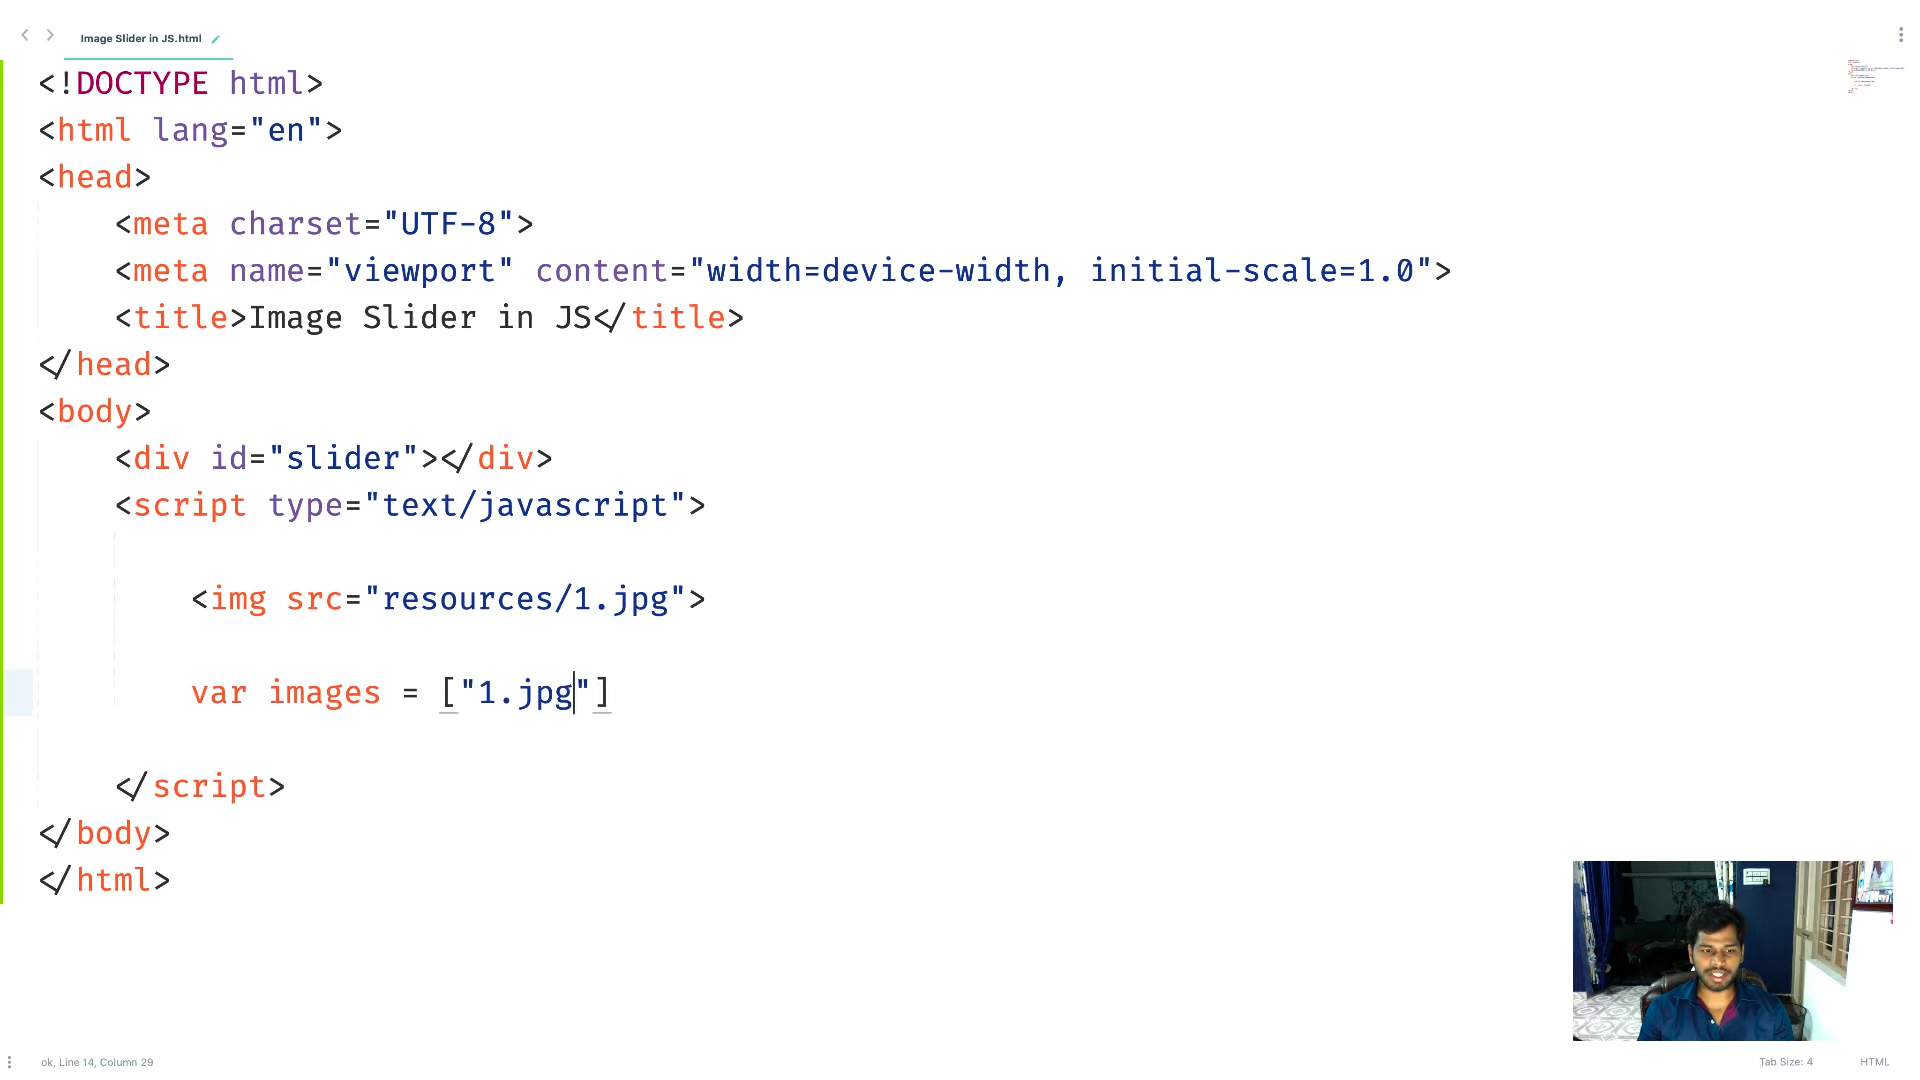 Image Slider in JS.html
<!DOCTYPE html>
<html lang="en">
<head>
<meta charset="UTF-8">
<meta name="viewport" content="width=device-width, initial-scale=1.0">
<title>Image Slider in JS</title>
</head>
<body>
<div id="slider"></div>
<script type="text/javascript">
<img src="resources/1.jpg">
var images = ["1.jpg"]
</script>
</body>
</html>
ok, Line 14, Column 29
Tab Size: 4
HTML